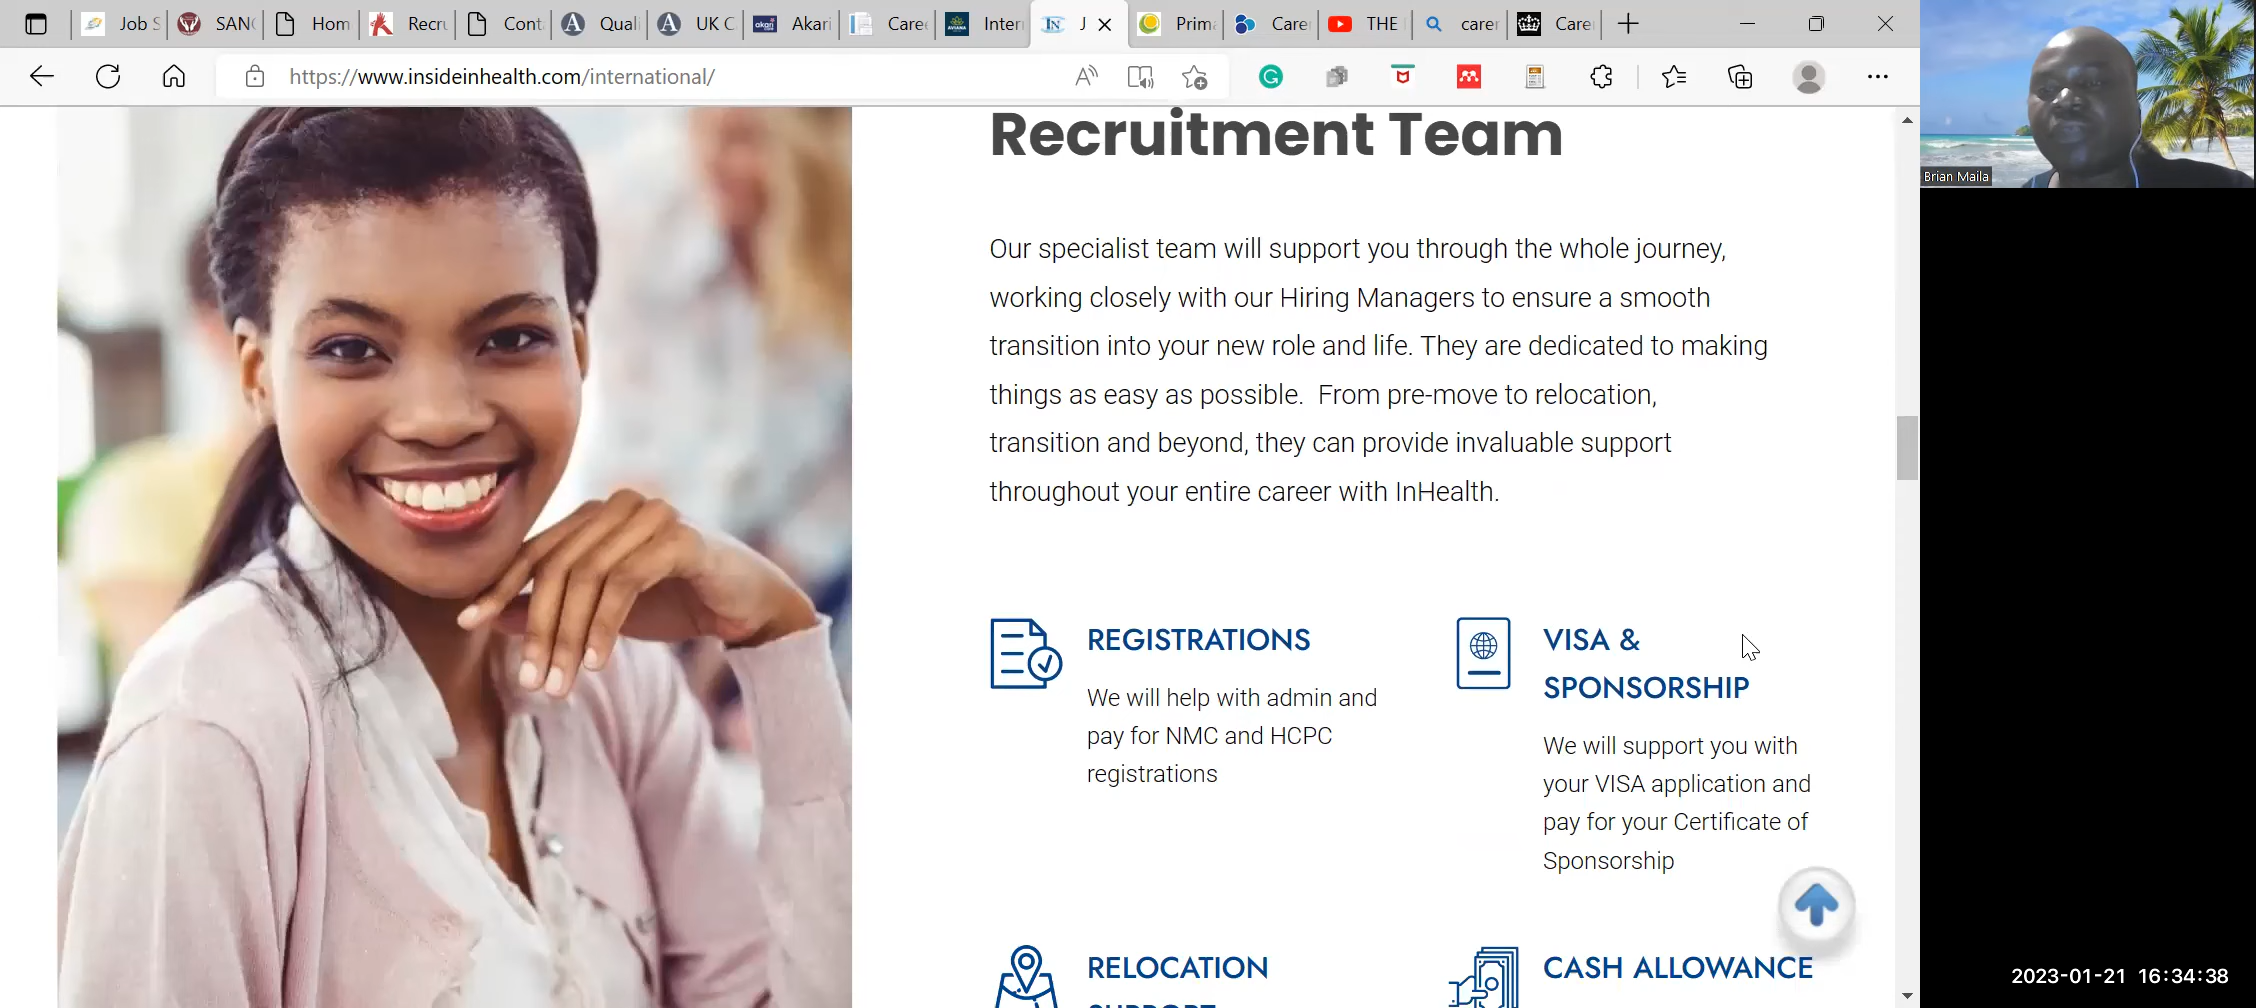 Job S
SAN
Hom
Recru
Cont
Quali
UK C
Akari
Caree
Inter
J
Prima
Care
THE
carer
Care
https://www.insideinhealth.com/international/
Recruitment Team
Our specialist team will support you through the whole journey,
working closely with our Hiring Managers to ensure a smooth
transition into your new role and life. They are dedicated to making
things as easy as possible. From pre-move to relocation,
transition and beyond, they can provide invaluable support
throughout your entire career with InHealth.
REGISTRATIONS
We will help with admin and
pay for NMC and HCPC
registrations
VISA &
SPONSORSHIP
We will support you with
your VISA application and
pay for your Certificate of
Sponsorship
RELOCATION
SUPPORT
CASH ALLOWANCE
Brian Maila
2023-01-21 16:34:38